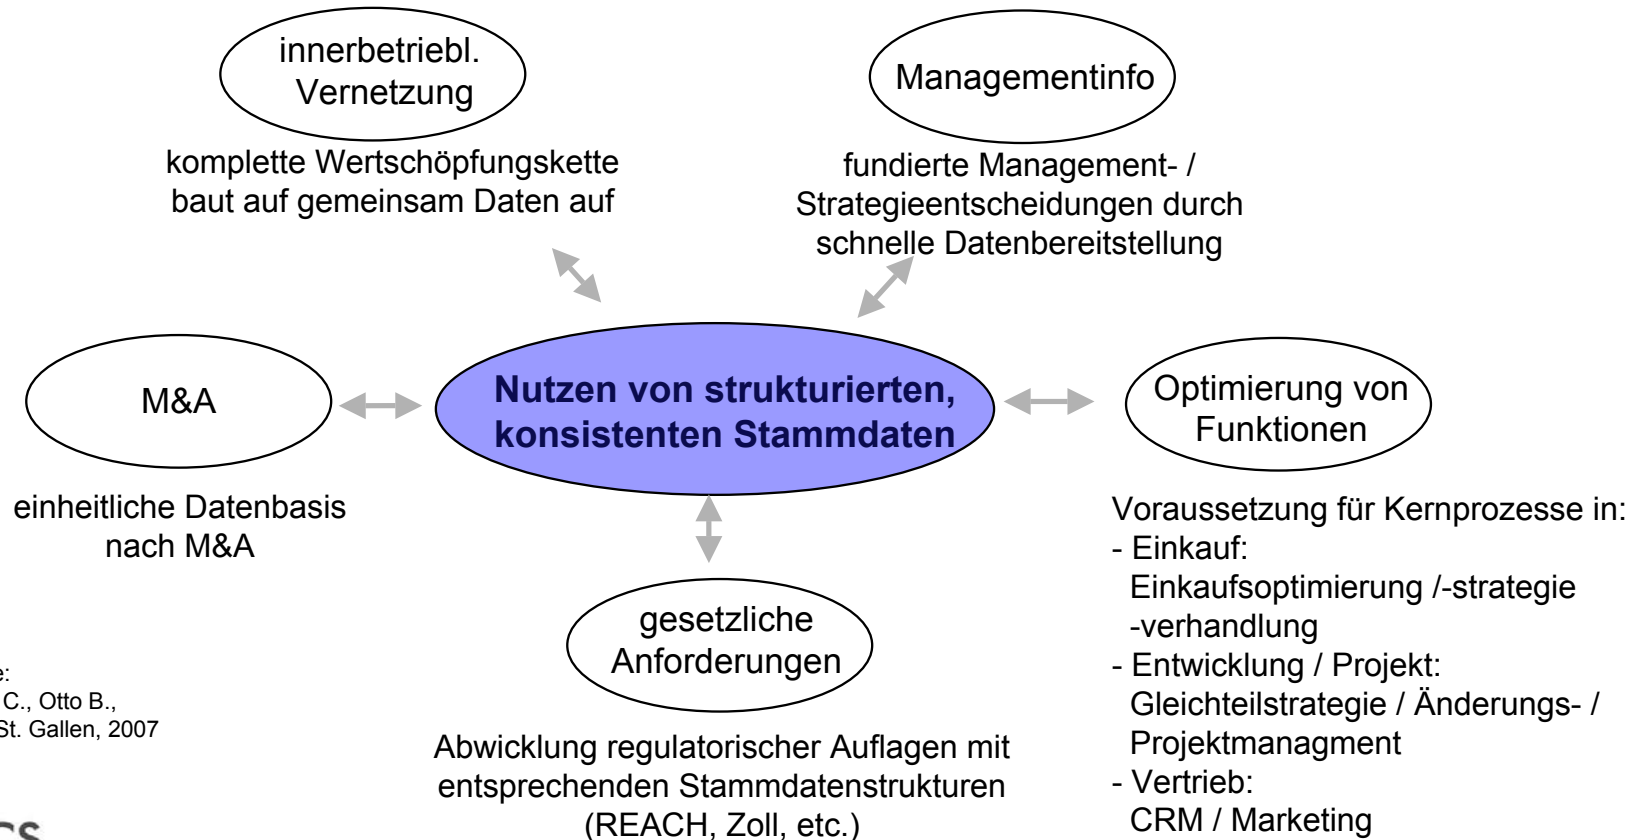 innerbetriebl.
Vernetzung
komplette Wertschöpfungskette
baut auf gemeinsam Daten auf
Managementinfo
fundierte Management- /
Strategieentscheidungen durch
schnelle Datenbereitstellung
M&A
einheitliche Datenbasis
nach M&A
Nutzen von strukturierten,
konsistenten Stammdaten
Optimierung von
Funktionen
Voraussetzung für Kernprozesse in:
- Einkauf:
Einkaufsoptimierung /-strategie
-verhandlung
- Entwicklung / Projekt:
Gleichteilstrategie / Änderungs- /
Projektmanagment
- Vertrieb:
CRM / Marketing
gesetzliche
Anforderungen
Abwicklung regulatorischer Auflagen mit
entsprechenden Stammdatenstrukturen
(REACH, Zoll, etc.)
e:
C., Otto B.,
St. Gallen, 2007